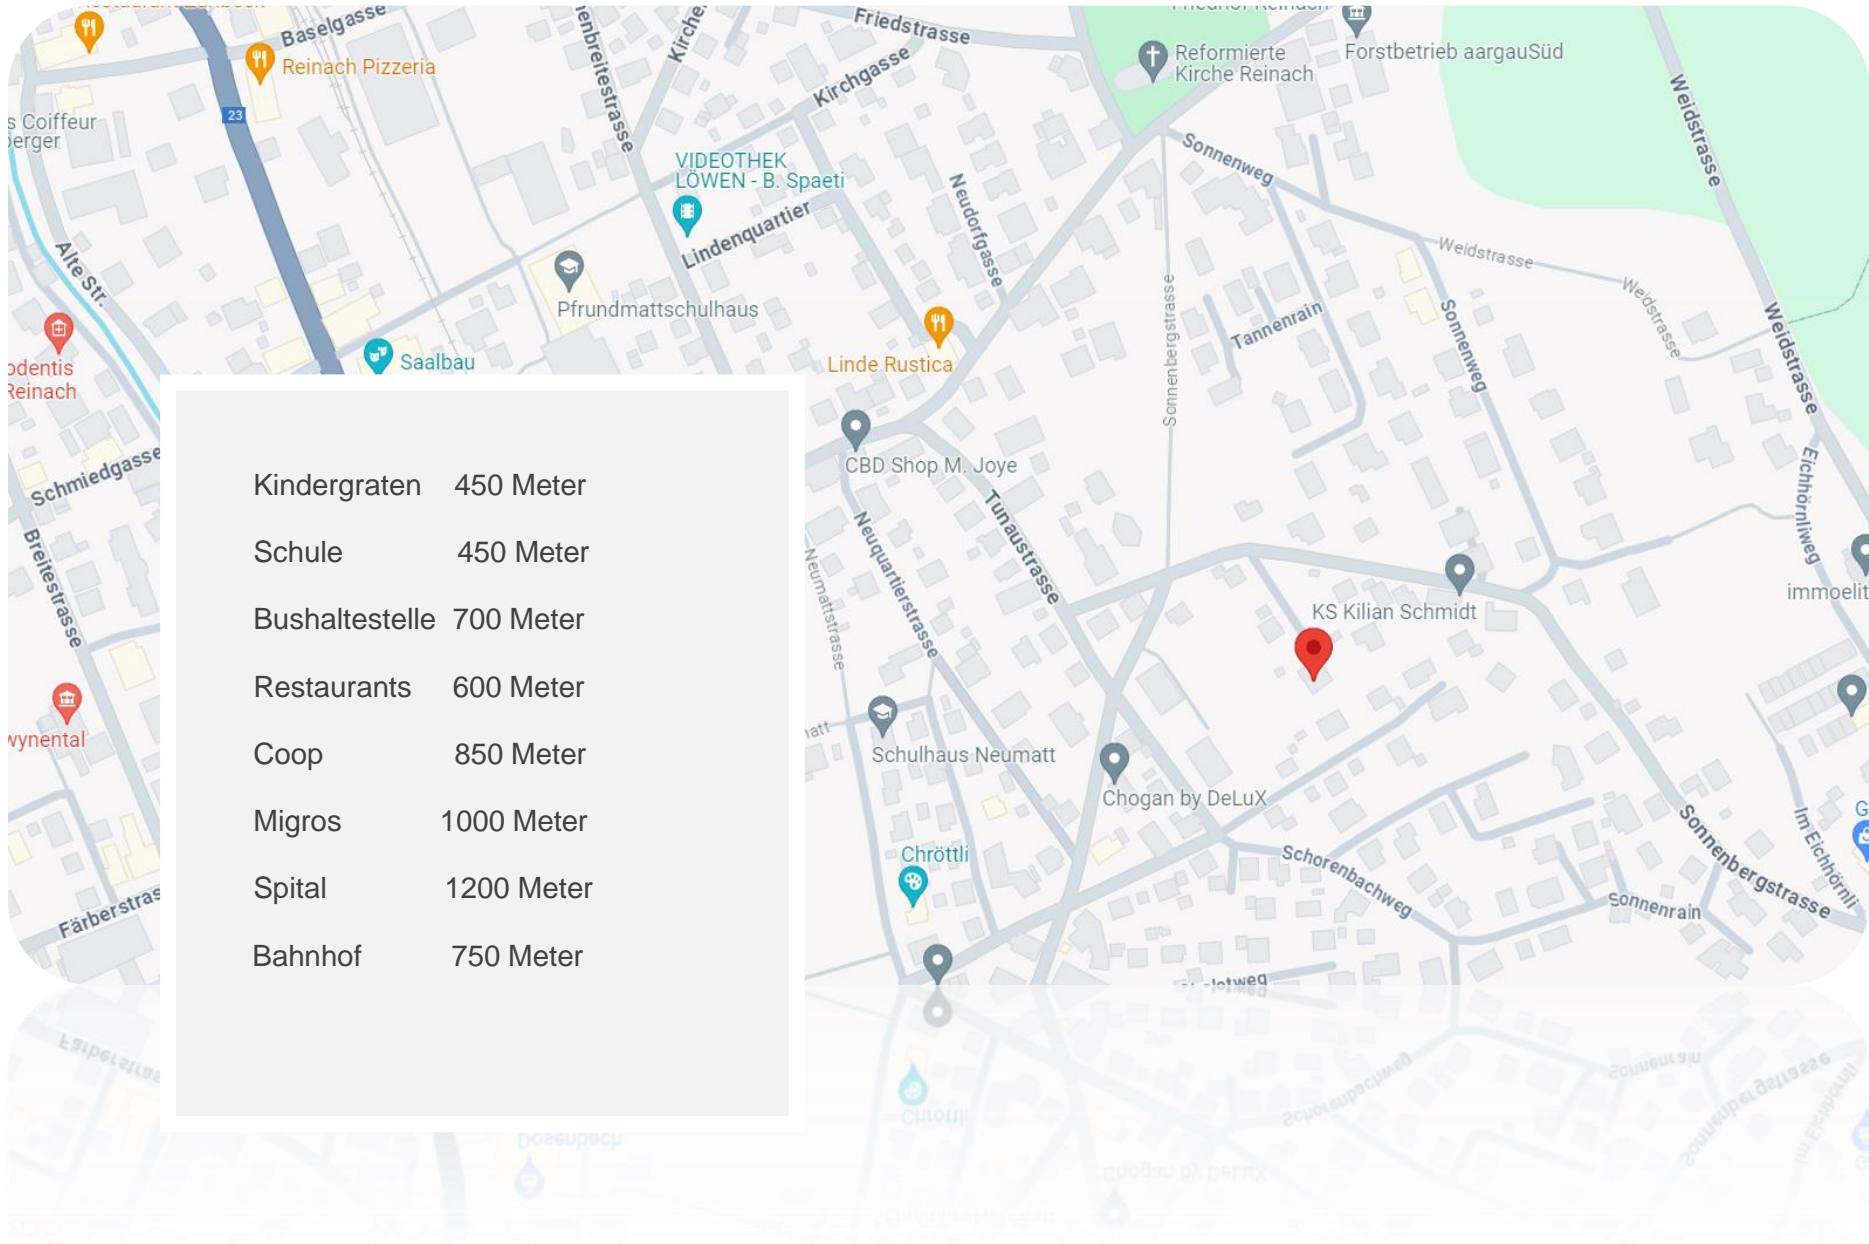 Baselgasse
Friedstrasse
Reinach Pizzeria
Reformierte
Kirche Reinach
Forstbetrieb aargauSüd
Kirchgasse
23
s Coiffeur
Weidstrasse
Sonnenweg
VIDEOTHEK
LÖWEN - B. Spaeti
Neudorfgasse
Lindenquartier
Alte Str.
Weidstrasse
Weidstrasse
Pfrundmattschulhaus
Sonnenbergstrasse
Tannenrain
Sonnenweg
Weidstrasse
Saalbau
Linde Rustica
odentis
Reinach
Schmiedgasse
CBD Shop M. Joye
Eichhörnliweg
Tunaustrasse
Neuquartierstrasse
Neumattstrasse
Breitestrasse
immoelit
KS Kilian Schmidt
Kindergraten 450 Meter
Schule 450 Meter
Bushaltestelle 700 Meter
Restaurants 600 Meter
Coop 850 Meter
Migros 1000 Meter
Spital 1200 Meter
Bahnhof 750 Meter
wynental
Schulhaus Neumatt
Chogan by DeLuX
Chröttli
Schorenbachweg
Sonnenbergstrasse
Im Eichhörnli
Sonnenrain
Färberstras